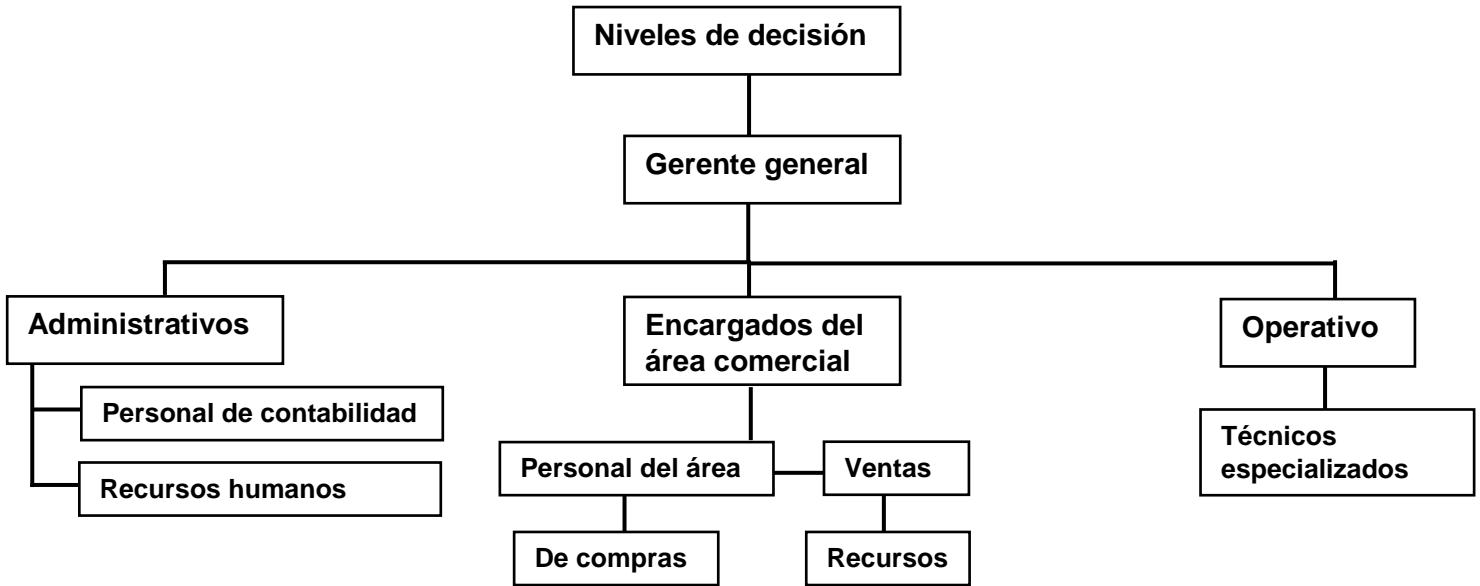 Niveles de decisión
Gerente general
Administrativos
Encargados del
área comercial
Operativo
Personal de contabilidad
Recursos humanos
Personal del área
Ventas
De compras
Recursos
Técnicos
especializados